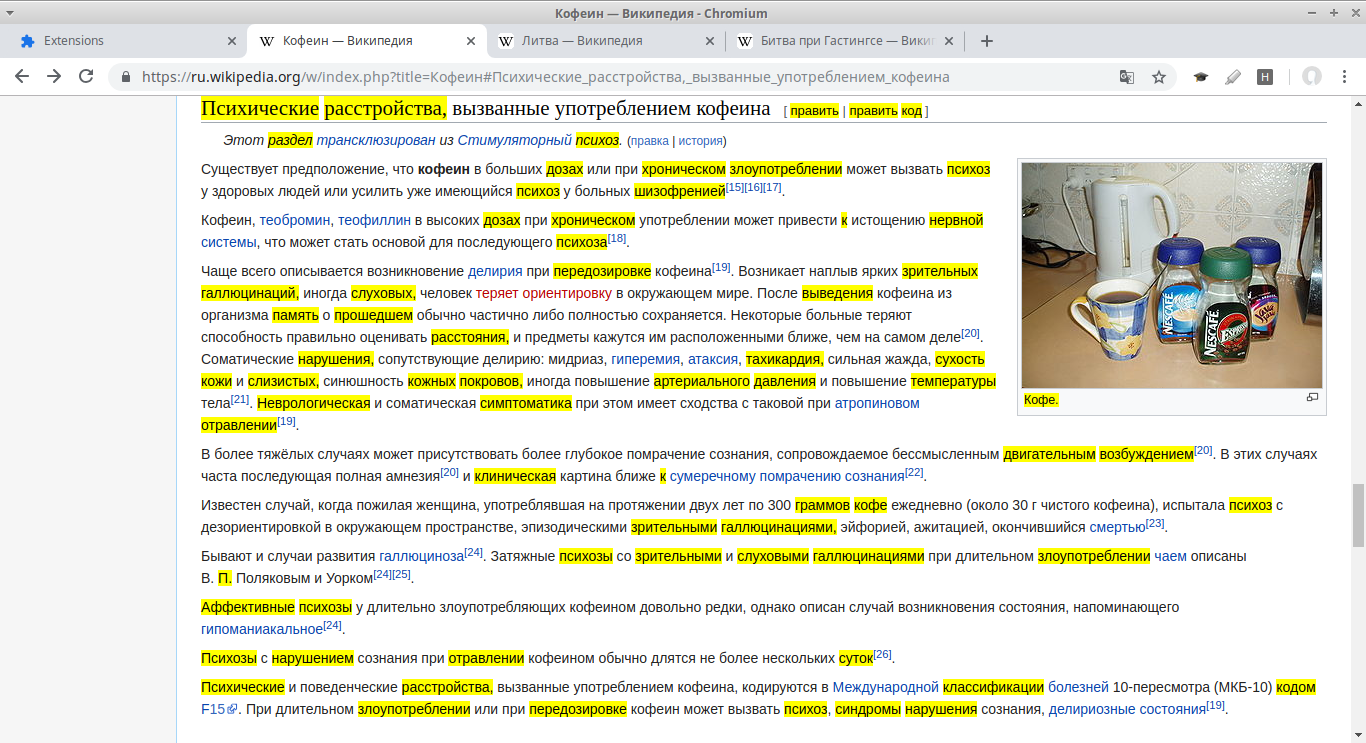 Кофеин — Википедия - Chromium
Extensions
Кофеин — Википедия
Литва — Википедия
Битва при Гастингсе — Вики
https://ru.wikipedia.org/w/index.php?title=Кофеин#Психические_расстройства,_вызванные_употреблением_кофеина
Психические расстройства, вызванные употреблением кофеина [ править | править код ]
Этот раздел трансклюзирован из Стимуляторный психоз. (правка | история)
Существует предположение, что кофеин в больших дозах или при хроническом злоупотреблении может вызвать психоз
у здоровых людей или усилить уже имеющийся психоз у больных шизофренией[15][16][17].
Кофеин, теобромин, теофиллин в высоких дозах при хроническом употреблении может привести к истощению нервной
системы, что может стать основой для последующего психоза[18].
Чаще всего описывается возникновение делирия при передозировке кофеина[19]. Возникает наплыв ярких зрительных
галлюцинаций, иногда слуховых, человек теряет ориентировку в окружающем мире. После выведения кофеина из
организма память о прошедшем обычно частично либо полностью сохраняется. Некоторые больные теряют
способность правильно оценивать расстояния, и предметы кажутся им расположенными ближе, чем на самом деле[20].
Соматические нарушения, сопутствующие делирию: мидриаз, гиперемия, атаксия, тахикардия, сильная жажда, сухость
кожи и слизистых, синюшность кожных покровов, иногда повышение артериального давления и повышение температуры
тела[21]. Неврологическая и соматическая симптоматика при этом имеет сходства с таковой при атропиновом
отравлении[19].
NESCAFÉ
NESCAFÉ
Кофе.
В более тяжёлых случаях может присутствовать более глубокое помрачение сознания, сопровождаемое бессмысленным двигательным возбуждением[20]. В этих случаях
часта последующая полная амнезия[20] и клиническая картина ближе к сумеречному помрачению сознания[22].
Известен случай, когда пожилая женщина, употреблявшая на протяжении двух лет по 300 граммов кофе ежедневно (около 30 г чистого кофеина), испытала психоз с
дезориентировкой в окружающем пространстве, эпизодическими зрительными галлюцинациями, эйфорией, ажитацией, окончившийся смертью[23].
Бывают и случаи развития галлюциноза[24]. Затяжные психозы со зрительными и слуховыми галлюцинациями при длительном злоупотреблении чаем описаны
В. П. Поляковым и Уорком[24][25].
Аффективные психозы у длительно злоупотребляющих кофеином довольно редки, однако описан случай возникновения состояния, напоминающего
гипоманиакальное[24].
Психозы с нарушением сознания при отравлении кофеином обычно длятся не более нескольких суток[26].
Психические и поведенческие расстройства, вызванные употреблением кофеина, кодируются в Международной классификации болезней 10-пересмотра (МКБ-10) кодом
F15. При длительном злоупотреблении или при передозировке кофеин может вызвать психоз, синдромы нарушения сознания, делириозные состояния[19].